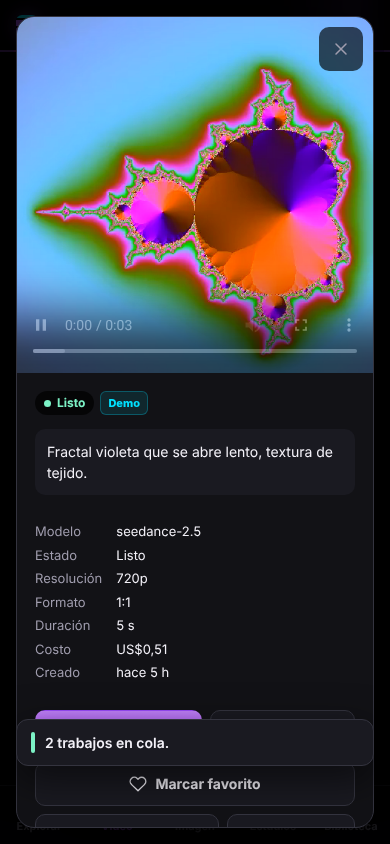 0:00 / 0:03
Listo
Demo
Fractal violeta que se abre lento, textura de
tejido.
Modelo seedance-2.5
Estado Listo
Resolución 720p
Formato 1:1
Duración 5 s
Costo US$0,51
Creado hace 5 h
2 trabajos en cola.
Marcar favorito